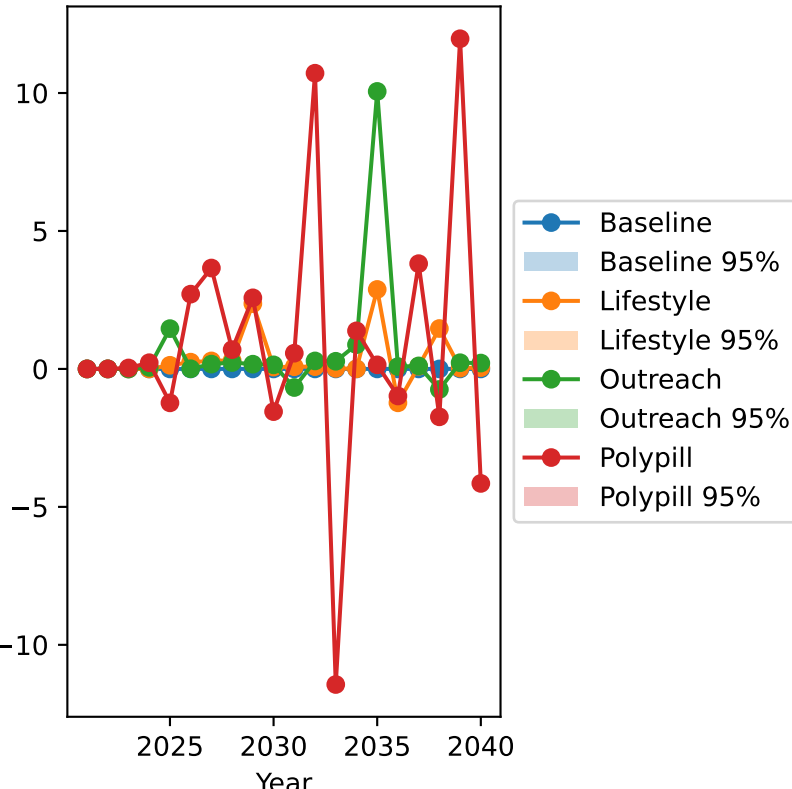 10
5
0
−5
−10
2025 2030 2035 2040
Year
Baseline
Baseline 95%
Lifestyle
Lifestyle 95%
Outreach
Outreach 95%
Polypill
Polypill 95%